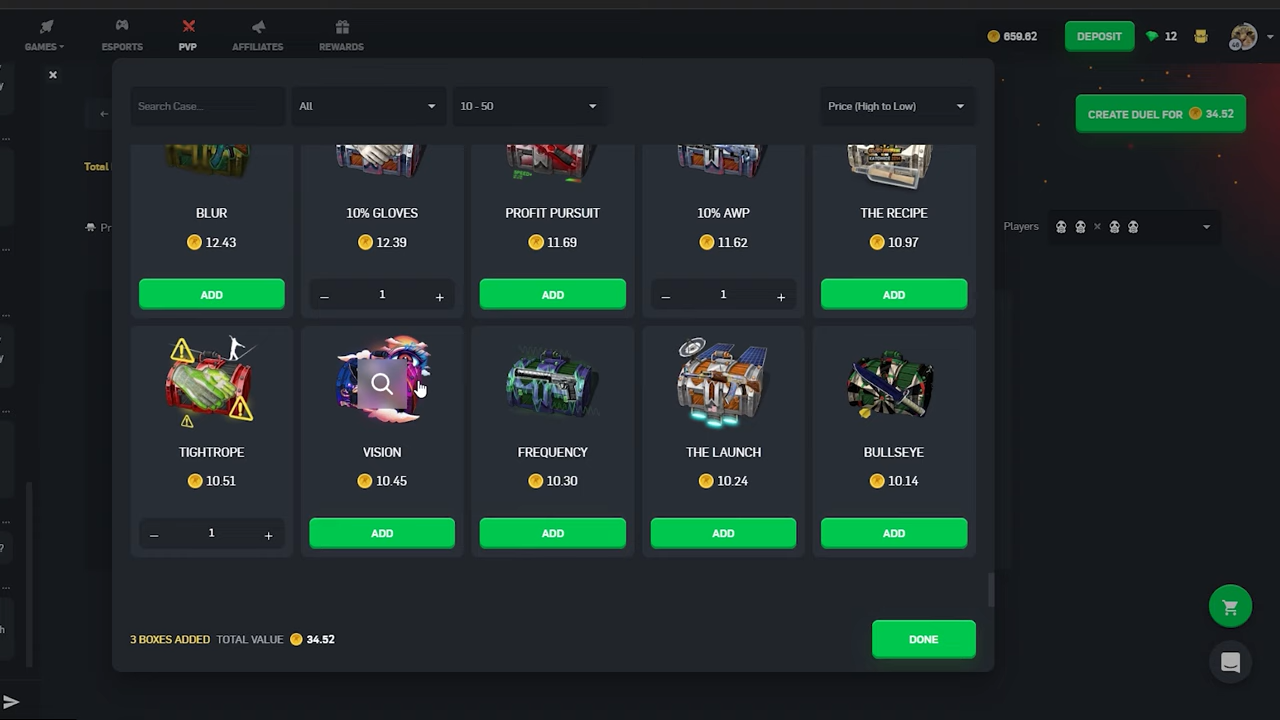 GAMES
ESPORTS
PVP
AFFILIATES
REWARDS
659.62
DEPOSIT
12
Search Case...
All
10 - 50
Price (High to Low)
CREATE DUEL FOR 34.52
Total
Pr
Players
BLUR
12.43
ADD
10% GLOVES
12.39
1
PROFIT PURSUIT
11.69
ADD
10% AWP
11.62
1
THE RECIPE
10.97
ADD
TIGHTROPE
10.51
1
VISION
10.45
ADD
FREQUENCY
10.30
ADD
THE LAUNCH
10.24
ADD
BULLSEYE
10.14
ADD
3 BOXES ADDED TOTAL VALUE 34.52
DONE